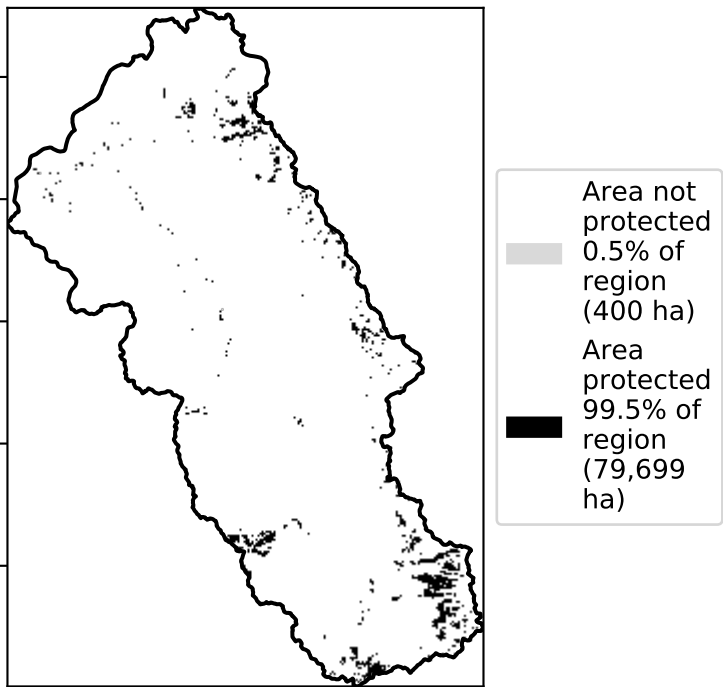 Area not
protected
0.5% of
region
(400 ha)
Area
protected
99.5% of
region
(79,699
ha)